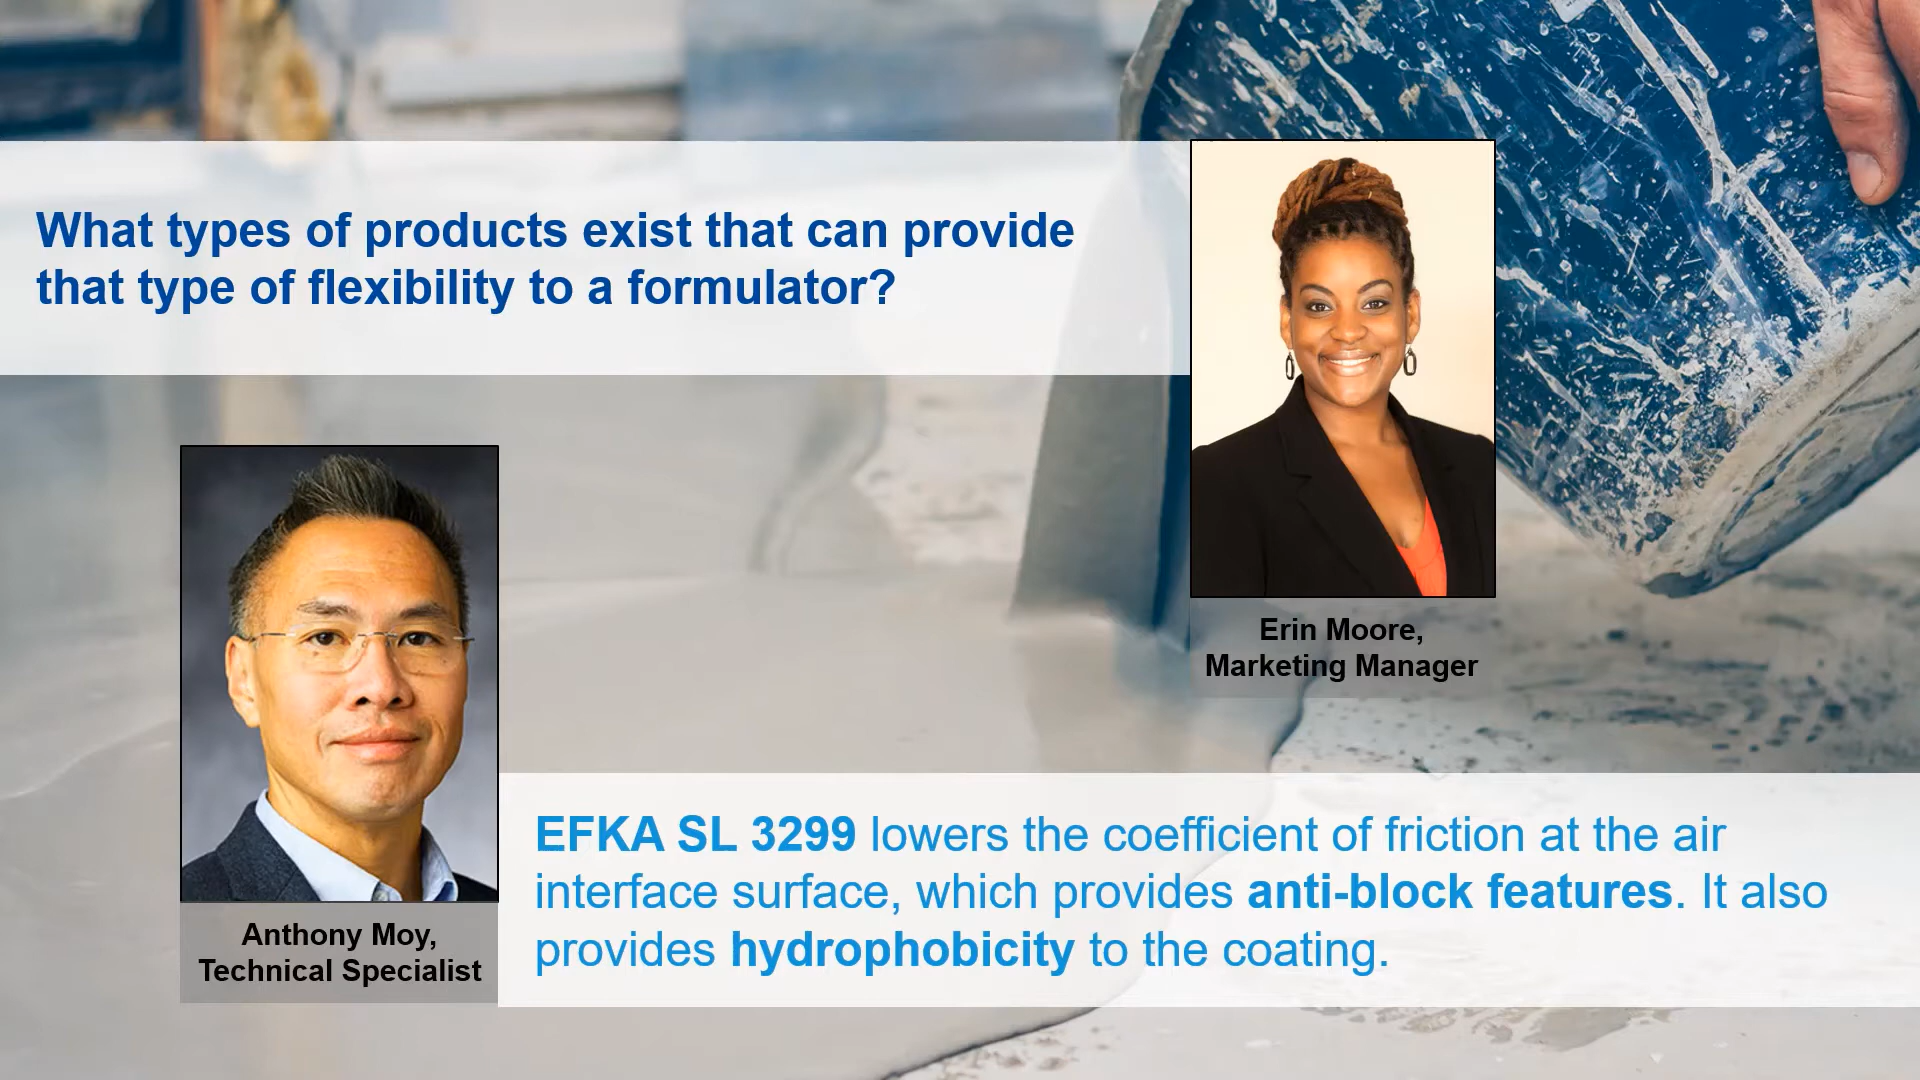 What types of products exist that can provide
that type of flexibility to a formulator?
Erin Moore,
Marketing Manager
Anthony Moy,
Technical Specialist
EFKA SL 3299 lowers the coefficient of friction at the air
interface surface, which provides anti-block features. It also
provides hydrophobicity to the coating.